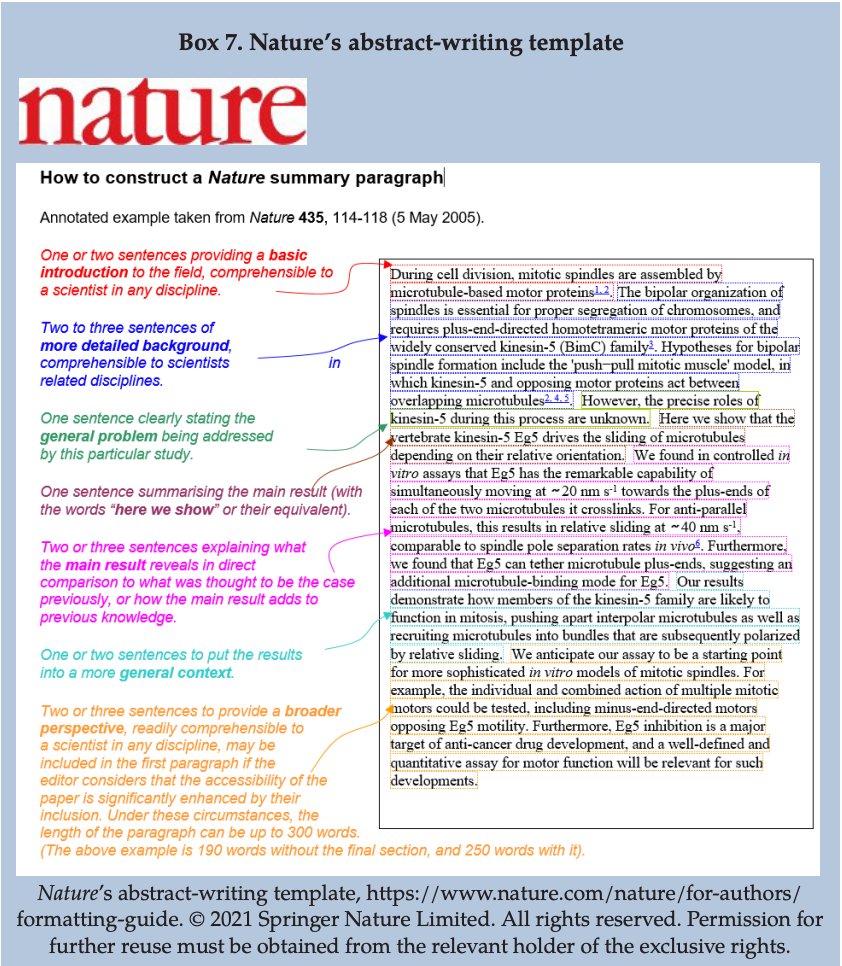 Box 7. Nature's abstract-writing template
nature
How to construct a Nature summary paragraph
Annotated example taken from Nature 435, 114-118 (5 May 2005).
One or two sentences providing a basic
introduction to the field, comprehensible to
a scientist in any discipline.
Two to three sentences of
more detailed background,
comprehensible to scientists in
related disciplines.
One sentence clearly stating the
general problem being addressed
by this particular study.
One sentence summarising the main result (with
the words "here we show" or their equivalent).
Two or three sentences explaining what
the main result reveals in direct
comparison to what was thought to be the case
previously, or how the main result adds to
previous knowledge.
One or two sentences to put the results
into a more general context.
Two or three sentences to provide a broader
perspective, readily comprehensible to
a scientist in any discipline, may be
included in the first paragraph if the
editor considers that the accessibility of the
paper is significantly enhanced by their
inclusion. Under these circumstances, the
length of the paragraph can be up to 300 words.
(The above example is 190 words without the final section, and 250 words with it).
During cell division, mitotic spindles are assembled by
microtubule-based motor proteins1, 2. The bipolar organization of
spindles is essential for proper segregation of chromosomes, and
requires plus-end-directed homotetrameric motor proteins of the
widely conserved kinesin-5 (BimC) family3. Hypotheses for bipolar
spindle formation include the 'push–pull mitotic muscle' model, in
which kinesin-5 and opposing motor proteins act between
overlapping microtubules2, 4, 5. However, the precise roles of
kinesin-5 during this process are unknown. Here we show that the
vertebrate kinesin-5 Eg5 drives the sliding of microtubules
depending on their relative orientation. We found in controlled in
vitro assays that Eg5 has the remarkable capability of
simultaneously moving at ~20 nm s-1 towards the plus-ends of
each of the two microtubules it crosslinks. For anti-parallel
microtubules, this results in relative sliding at ~40 nm s-1,
comparable to spindle pole separation rates in vivo6. Furthermore,
we found that Eg5 can tether microtubule plus-ends, suggesting an
additional microtubule-binding mode for Eg5. Our results
demonstrate how members of the kinesin-5 family are likely to
function in mitosis, pushing apart interpolar microtubules as well as
recruiting microtubules into bundles that are subsequently polarized
by relative sliding. We anticipate our assay to be a starting point
for more sophisticated in vitro models of mitotic spindles. For
example, the individual and combined action of multiple mitotic
motors could be tested, including minus-end-directed motors
opposing Eg5 motility. Furthermore, Eg5 inhibition is a major
target of anti-cancer drug development, and a well-defined and
quantitative assay for motor function will be relevant for such
developments.
Nature's abstract-writing template, https://www.nature.com/nature/for-authors/
formatting-guide. © 2021 Springer Nature Limited. All rights reserved. Permission for
further reuse must be obtained from the relevant holder of the exclusive rights.